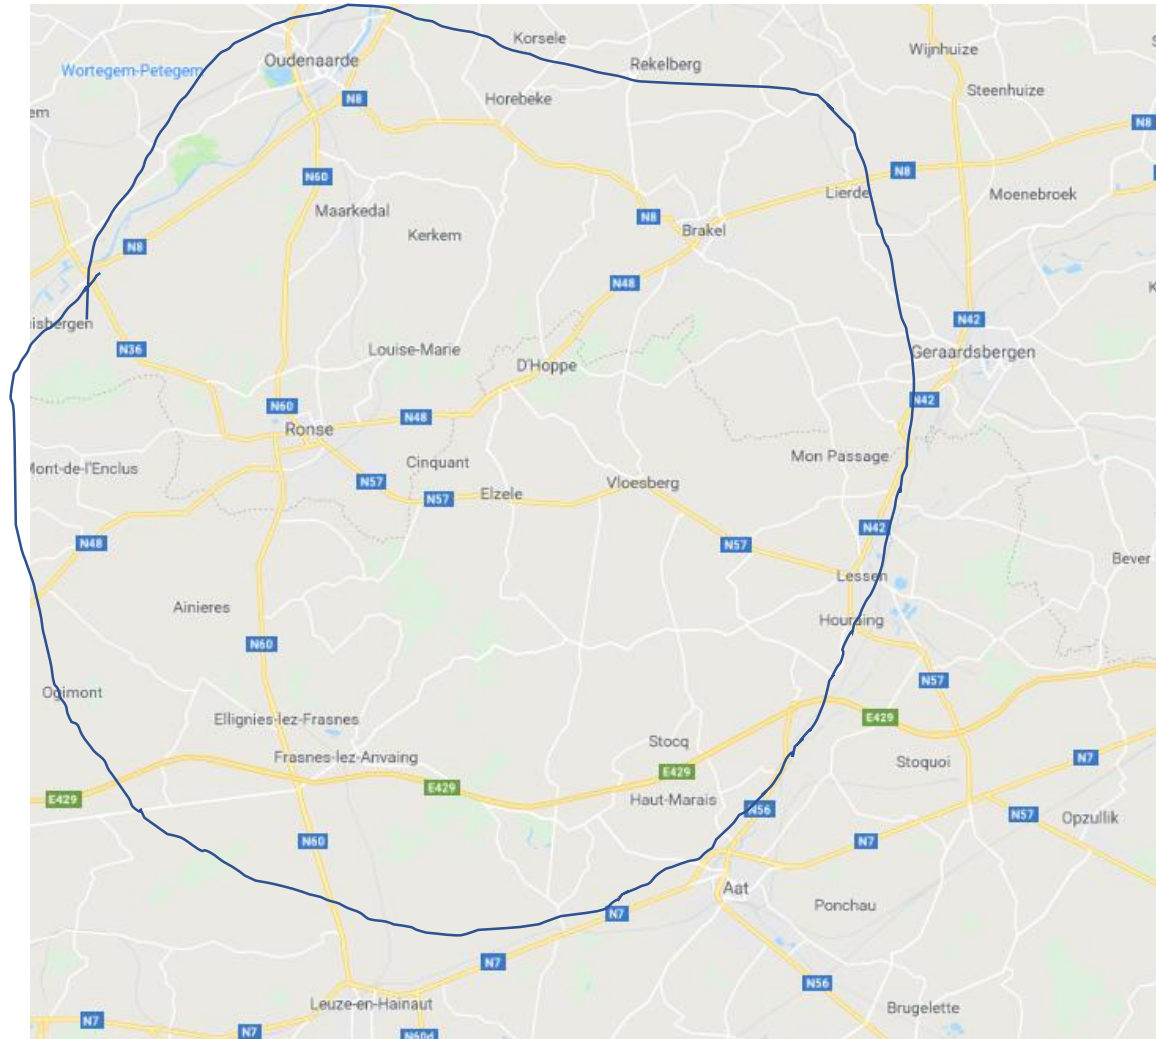 Korsele
Wijnhuize
Oudenaarde
Rekelberg
Wortegem-Petegem
Steenhuize
Horebeke
N8
em
N8
N8
N60
Lierde
Moenebroek
Maarkedal
N8
Brakel
Kerkem
N8
N48
isbergen
N42
N36
Louise-Marie
Geraardsbergen
D'Hoppe
N42
N60
N48
Ronse
Mon Passage
Cinquant
Mont-de-l'Enclus
N57
Vloesberg
Elzele
N57
N42
N48
N57
Bever
Lessen
Ainieres
Houraing
N60
N57
Ogimont
Ellignies-lez-Frasnes
E429
Stocq
Frasnes-lez-Anvaing
Stoquoi
N7
E429
E429
E429
Haut-Marais
N56
N57
Opzullik
N60
N7
Aat
Ponchau
N7
N7
N56
Leuze-en-Hainaut
Brugelette
N7
N7
N60d